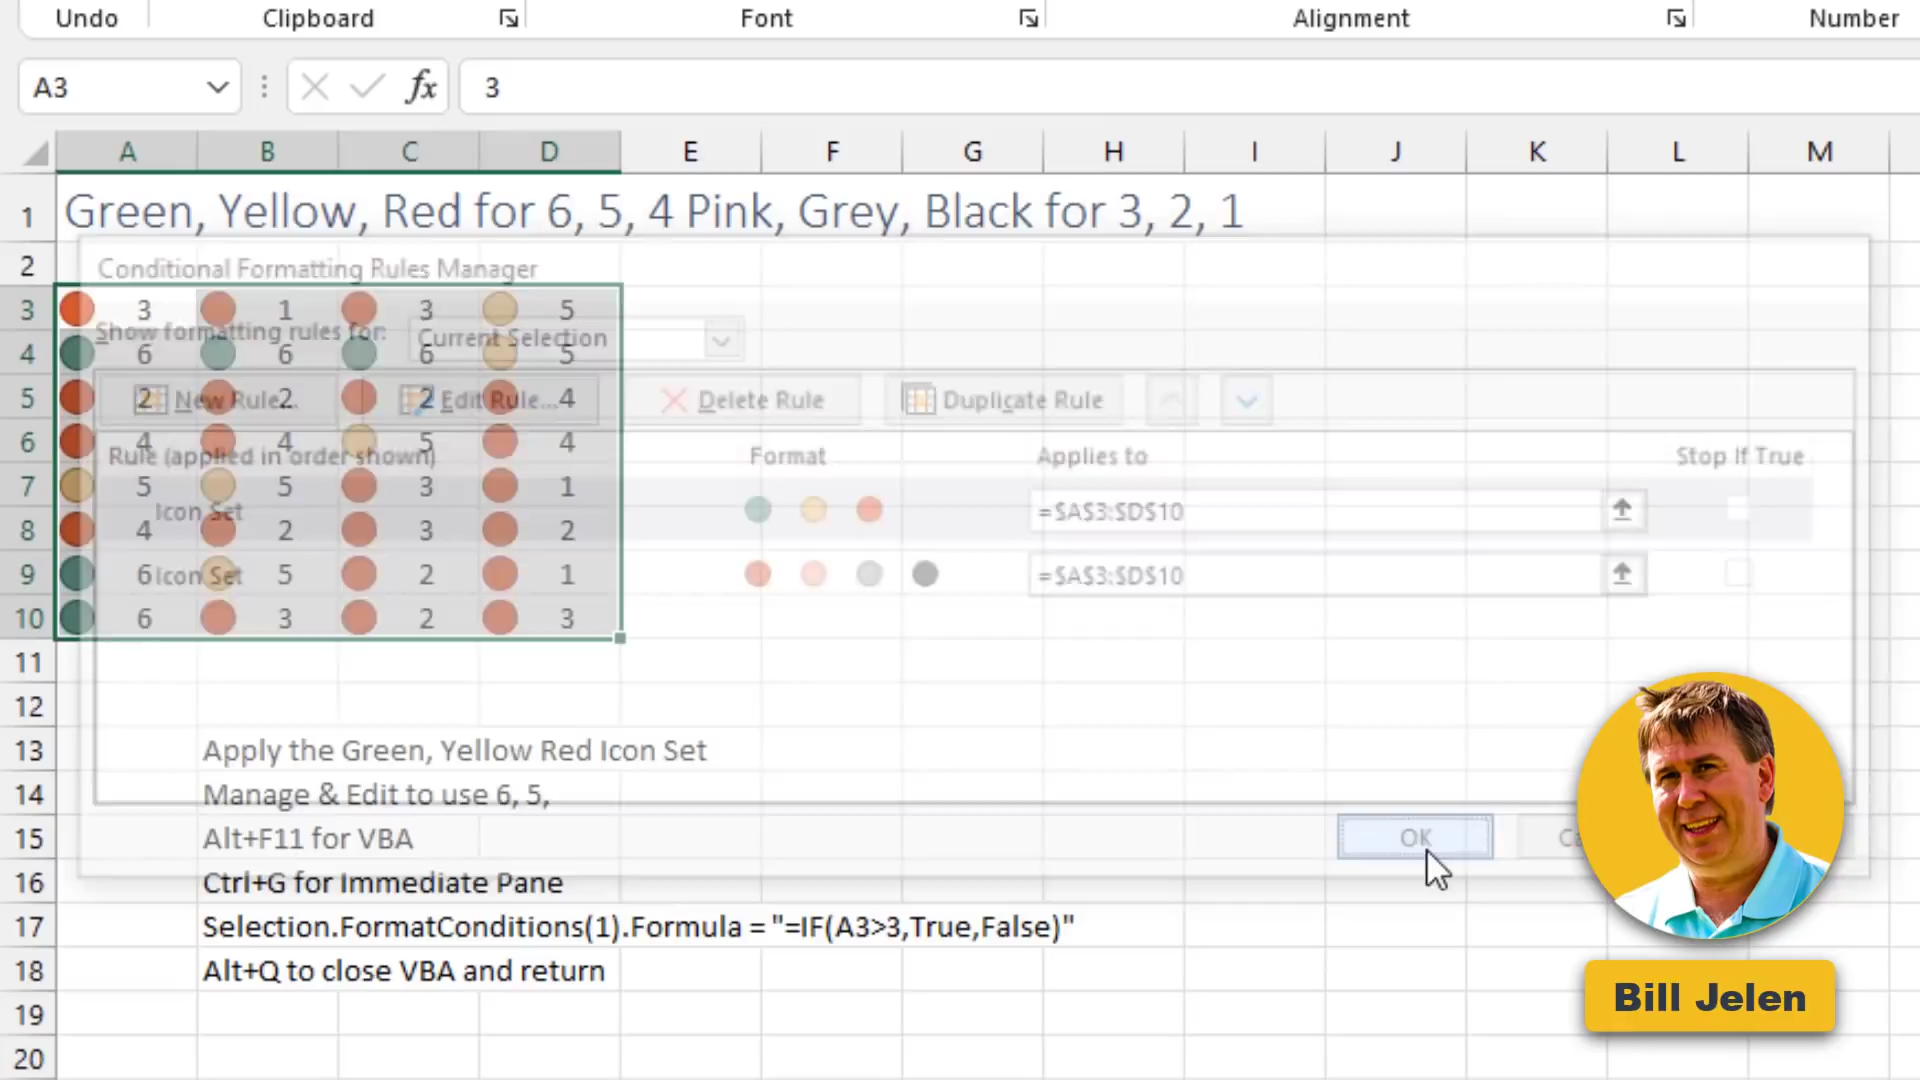 Undo Clipboard Font Alignment Number
A3 fx 3
A B C D E F G H I J K L M
1 Green, Yellow, Red for 6, 5, 4 Pink, Grey, Black for 3, 2, 1
2
Conditional Formatting Rules Manager
3 3 1 3 5
Show formatting rules for: Current Selection
4 6 6 6 5
5 2 2 2 4
New Rule... Edit Rule... Delete Rule Duplicate Rule
6 4 4 5 4
Rule (applied in order shown) Format Applies to Stop If True
7 5 5 3 1
Icon Set =$A$3:$D$10
8 4 2 3 2
9 6 5 2 1
Icon Set =$A$3:$D$10
10 6 3 2 3
11
12
13 Apply the Green, Yellow Red Icon Set
14 Manage & Edit to use 6, 5,
15 Alt+F11 for VBA
OK
16 Ctrl+G for Immediate Pane
17 Selection.FormatConditions(1).Formula = "=IF(A3>3,True,False)"
18 Alt+Q to close VBA and return
19
20
Bill Jelen